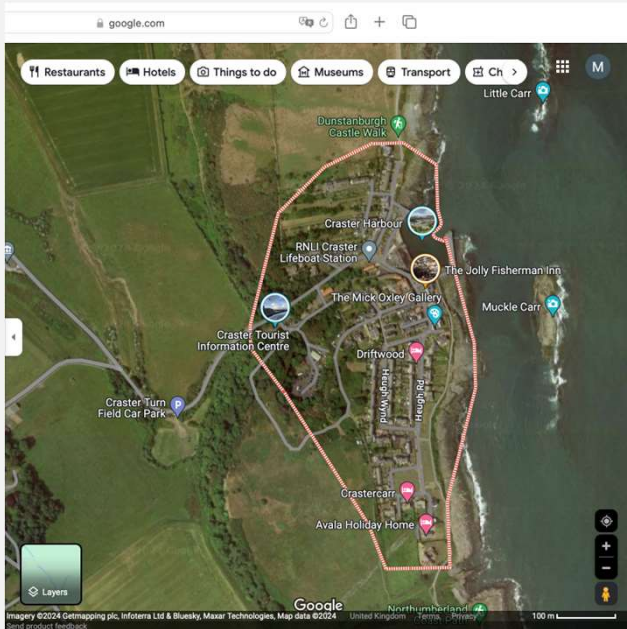 google.com
Restaurants
Hotels
Things to do
Museums
Transport
Ch
M
Little Carr
Dunstanburgh
Castle Walk
Craster Harbour
RNLI Craster
Lifeboat Station
The Jolly Fisherman Inn
The Mick Oxley Gallery
Muckle Carr
Craster Tourist
Information Centre
Driftwood
Heugh Wynd
Heugh Rd
Craster Turn
Field Car Park
P
Crastercarr
Avala Holiday Home
Layers
Google
Northumberland
Imagery ©2024 Getmapping plc, Infoterra Ltd & Bluesky, Maxar Technologies, Map data ©2024 United Kingdom Terms Privacy 100 m
Send product feedback